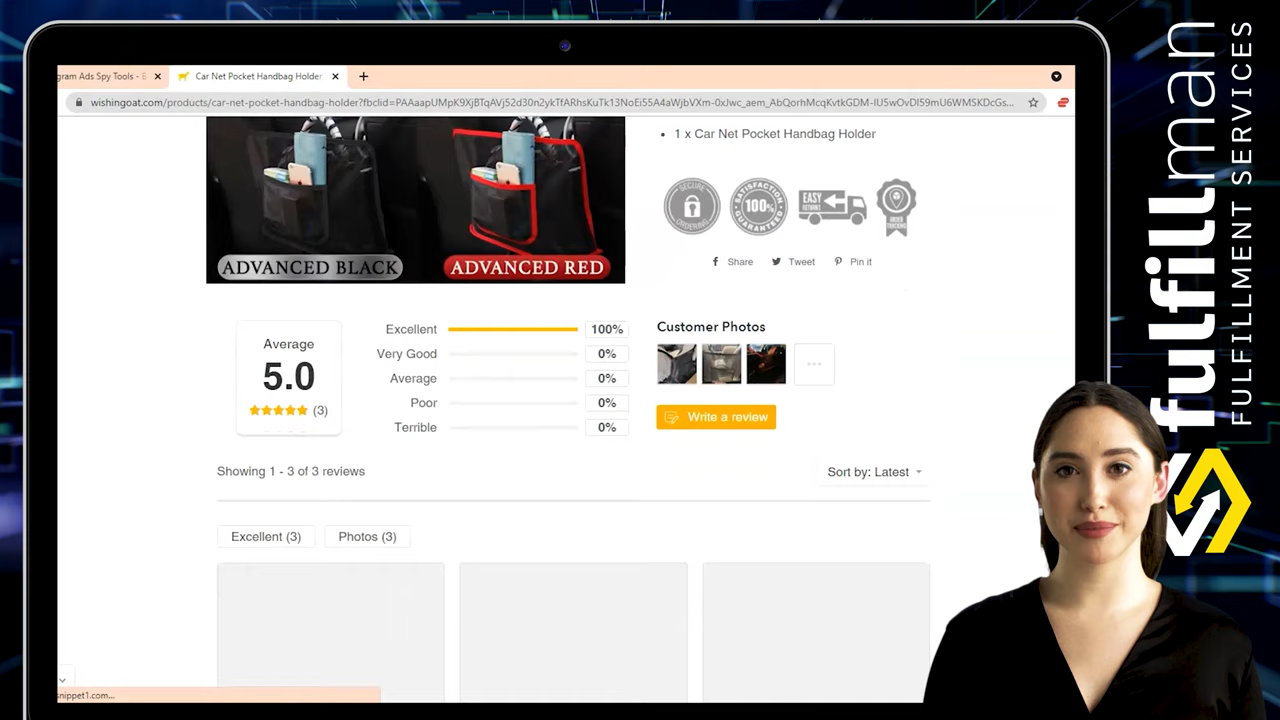 gram Ads Spy Tools - E
Car Net Pocket Handbag Holder
wishingoat.com/products/car-net-pocket-handbag-holder?fbclid=PAAaapUMpK9XjBTqAVj52d30n2ykTfARhsKuTk13NoEi55A4aWjbVXm-0xJwc_aem_AbQorhMcqKvtkGDM-IU5wOvDl59mU6WMSKDcGs...
1 x Car Net Pocket Handbag Holder
SECURE
ORDERING
SATISFACTION
100%
GUARANTEED
EASY
RETURNS
ORDER
TRACKING
ADVANCED BLACK
ADVANCED RED
Share
Tweet
Pin it
Average
5.0
(3)
Excellent 100%
Very Good 0%
Average 0%
Poor 0%
Terrible 0%
Customer Photos
Write a review
Showing 1 - 3 of 3 reviews
Sort by: Latest
Excellent (3)
Photos (3)
snippet1.com...
fulfillman
FULFILLMENT SERVICES